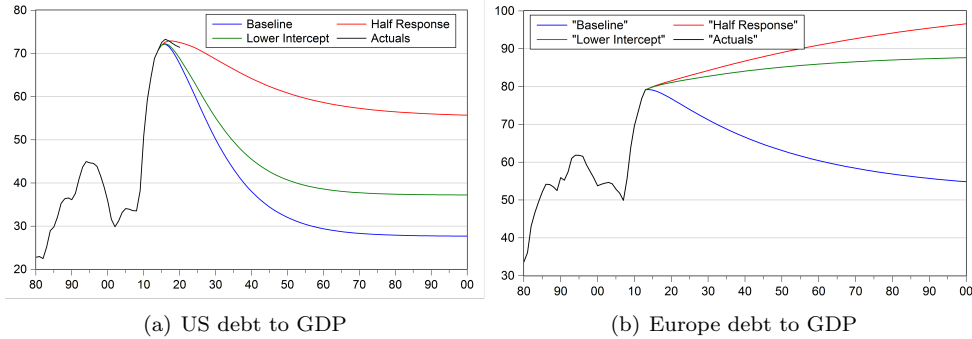 80
70
60
50
40
30
20
Baseline
Half Response
Lower Intercept
Actuals
80 90 00 10 20 30 40 50 60 70 80 90 00
(a) US debt to GDP
100
90
80
70
60
50
40
30
"Baseline"
"Half Response"
"Lower Intercept"
"Actuals"
80 90 00 10 20 30 40 50 60 70 80 90 00
(b) Europe debt to GDP